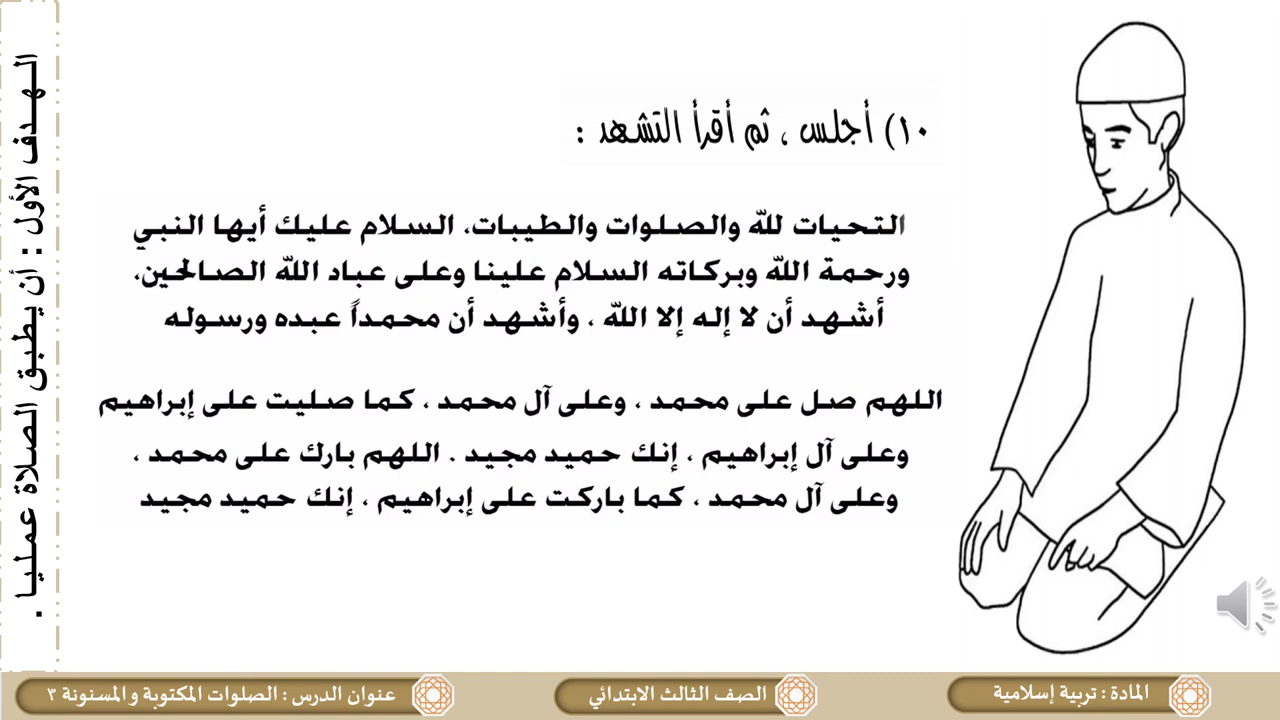 ١٠) أجلس ، ثم أقرأ التشهد :
التحيات لله والصلوات والطيبات، السلام عليك أيها النبي
ورحمة الله وبركاته السلام علينا وعلى عباد الله الصالحين،
أشهد أن لا إله إلا الله ، وأشهد أن محمداً عبده ورسوله
اللهم صل على محمد ، وعلى آل محمد ، كما صليت على إبراهيم
وعلى آل إبراهيم ، إنك حميد مجيد . اللهم بارك على محمد ،
وعلى آل محمد ، كما باركت على إبراهيم ، إنك حميد مجيد
الهدف الأول : أن يطبق الصلاة عمليا .
المادة : تربية إسلامية
الصف الثالث الابتدائي
عنوان الدرس : الصلوات المكتوبة و المسنونة ٣